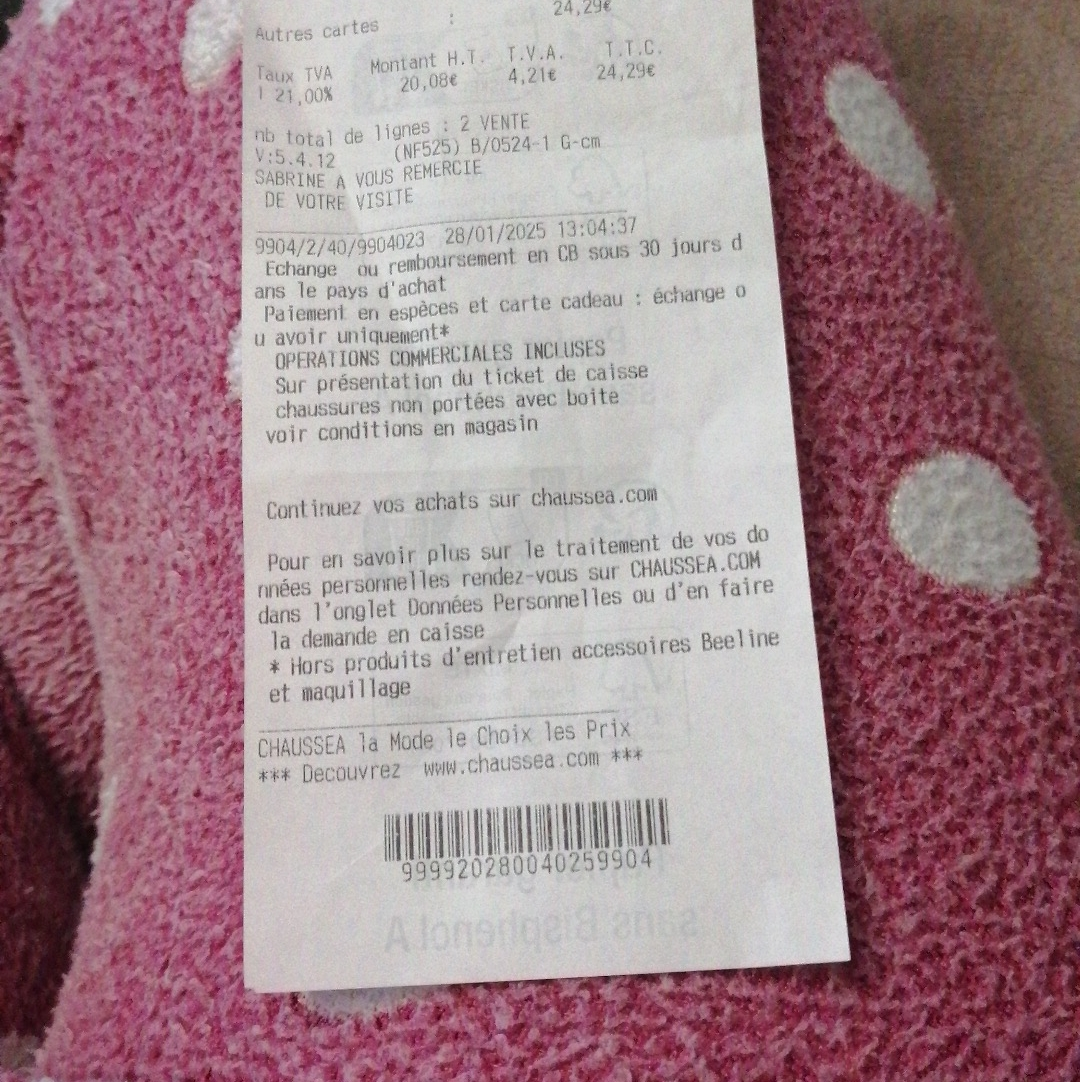 Autres cartes : 24,29€
Taux TVA Montant H.T. T.V.A. T.T.C.
1 21,00% 20,08€ 4,21€ 24,29€
nb total de lignes : 2 VENTE
V:5.4.12 (NF525) B/0524-1 G-cm
SABRINE A VOUS REMERCIE
DE VOTRE VISITE
9904/2/40/9904023 28/01/2025 13:04:37
Echange ou remboursement en CB sous 30 jours d
ans le pays d'achat
Paiement en espèces et carte cadeau : échange o
u avoir uniquement*
OPERATIONS COMMERCIALES INCLUSES
Sur présentation du ticket de caisse
chaussures non portées avec boite
voir conditions en magasin
Continuez vos achats sur chaussea.com
Pour en savoir plus sur le traitement de vos do
nnées personnelles rendez-vous sur CHAUSSEA.COM
dans l'onglet Données Personnelles ou d'en faire
la demande en caisse
* Hors produits d'entretien accessoires Beeline
et maquillage
CHAUSSEA la Mode le Choix les Prix
*** Decouvrez www.chaussea.com ***
999920280040259904
sans Bisphenol A